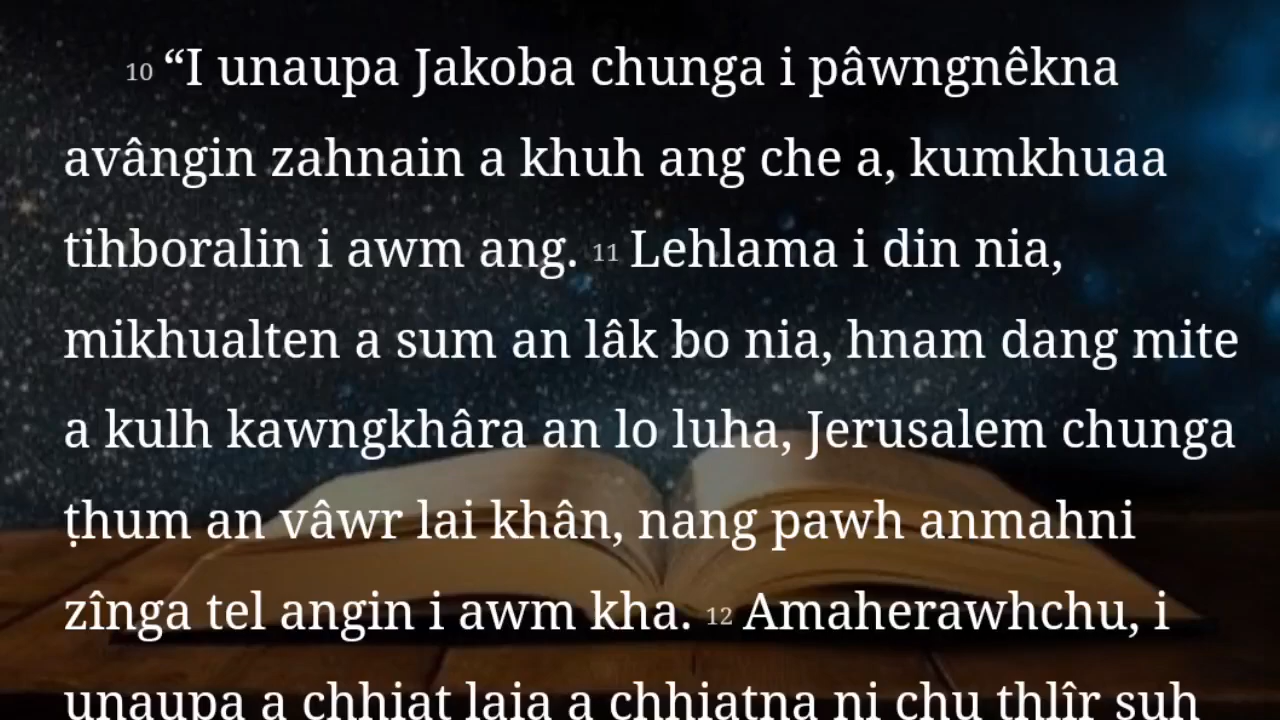 10 “I unaupa Jakoba chunga i pâwngnêkna
avângin zahnain a khuh ang che a, kumkhuaa
tihboralin i awm ang. 11 Lehlama i din nia,
mikhualten a sum an lâk bo nia, hnam dang mite
a kulh kawngkhâra an lo luha, Jerusalem chunga
ṭhum an vâwr lai khân, nang pawh anmahni
zînga tel angin i awm kha. 12 Amaherawhchu, i
unaupa a chhiat laia a chhiatna ni chu thlîr suh